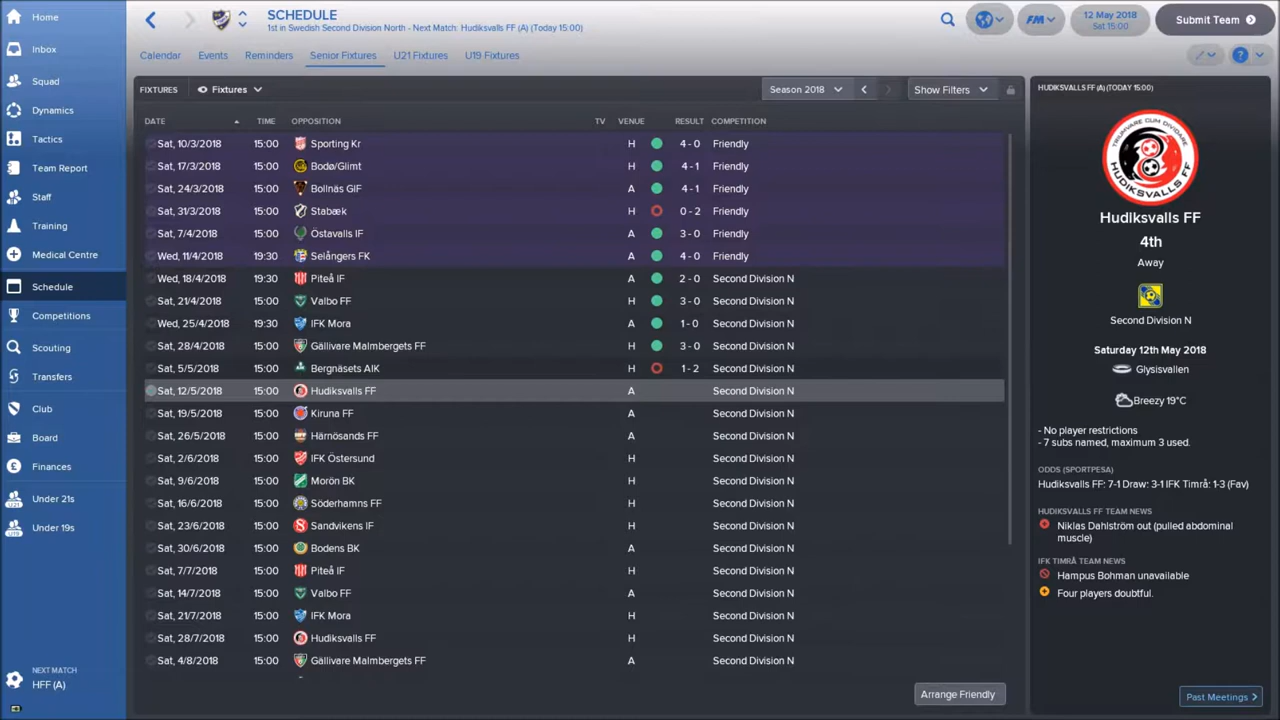 Home
Inbox
Squad
Dynamics
Tactics
Team Report
Staff
Training
Medical Centre
Schedule
Competitions
Scouting
Transfers
Club
Board
Finances
U21
Under 21s
U19
Under 19s
NEXT MATCH
HFF (A)
SCHEDULE
1st in Swedish Second Division North - Next Match: Hudiksvalls FF (A) (Today 15:00)
FM
12 May 2018
Sat 15:00
Submit Team
Calendar Events Reminders Senior Fixtures U21 Fixtures U19 Fixtures
?
FIXTURES Fixtures Season 2018 Show Filters
DATE TIME OPPOSITION TV VENUE RESULT COMPETITION
Sat, 10/3/2018 15:00 Sporting Kr H 4 - 0 Friendly
Sat, 17/3/2018 15:00 Bodø/Glimt H 4 - 1 Friendly
Sat, 24/3/2018 15:00 Bollnäs GIF A 4 - 1 Friendly
Sat, 31/3/2018 15:00 Stabæk H 0 - 2 Friendly
Sat, 7/4/2018 15:00 Östavalls IF A 3 - 0 Friendly
Wed, 11/4/2018 19:30 Selångers FK A 4 - 0 Friendly
Wed, 18/4/2018 19:30 Piteå IF A 2 - 0 Second Division N
Sat, 21/4/2018 15:00 Valbo FF H 3 - 0 Second Division N
Wed, 25/4/2018 19:30 IFK Mora A 1 - 0 Second Division N
Sat, 28/4/2018 15:00 Gällivare Malmbergets FF H 3 - 0 Second Division N
Sat, 5/5/2018 15:00 Bergnäsets AIK H 1 - 2 Second Division N
Sat, 12/5/2018 15:00 Hudiksvalls FF A Second Division N
Sat, 19/5/2018 15:00 Kiruna FF A Second Division N
Sat, 26/5/2018 15:00 Härnösands FF A Second Division N
Sat, 2/6/2018 15:00 IFK Östersund H Second Division N
Sat, 9/6/2018 15:00 Morön BK H Second Division N
Sat, 16/6/2018 15:00 Söderhamns FF H Second Division N
Sat, 23/6/2018 15:00 Sandvikens IF H Second Division N
Sat, 30/6/2018 15:00 Bodens BK A Second Division N
Sat, 7/7/2018 15:00 Piteå IF H Second Division N
Sat, 14/7/2018 15:00 Valbo FF A Second Division N
Sat, 21/7/2018 15:00 IFK Mora H Second Division N
Sat, 28/7/2018 15:00 Hudiksvalls FF H Second Division N
Sat, 4/8/2018 15:00 Gällivare Malmbergets FF A Second Division N
Arrange Friendly
HUDIKSVALLS FF (A) (TODAY 15:00)
TRIUMVARE CUM DIVIDARE
HUDIKSVALLS FF
Hudiksvalls FF
4th
Away
Second Division N
Saturday 12th May 2018
Glysisvallen
Breezy 19°C
- No player restrictions
- 7 subs named, maximum 3 used.
ODDS (SPORTPESA)
Hudiksvalls FF: 7-1 Draw: 3-1 IFK Timrå: 1-3 (Fav)
HUDIKSVALLS FF TEAM NEWS
Niklas Dahlström out (pulled abdominal
muscle)
IFK TIMRÅ TEAM NEWS
Hampus Bohman unavailable
Four players doubtful.
Past Meetings